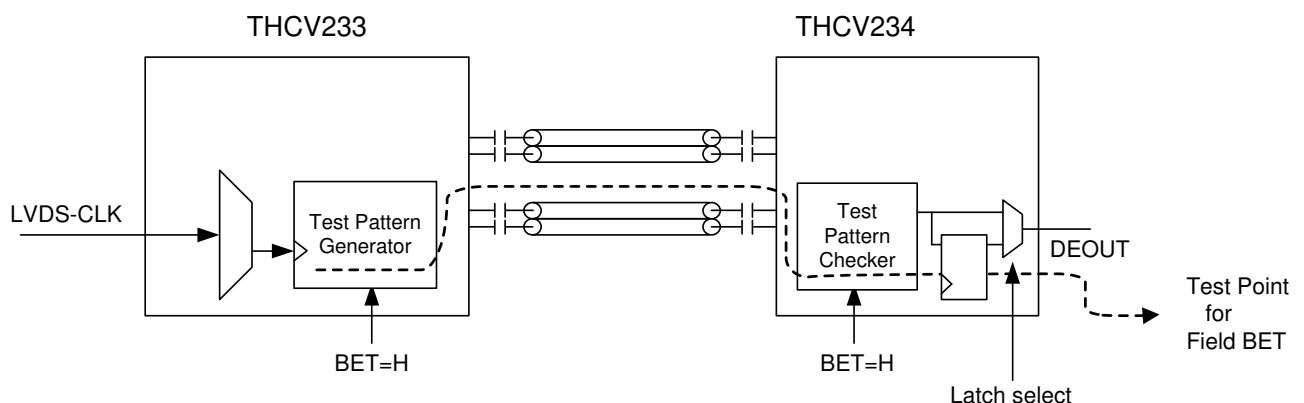 THCV233
THCV234
LVDS-CLK
Test Pattern
Generator
Test
Pattern
Checker
DEOUT
Test Point
for
Field BET
BET=H
BET=H
Latch select